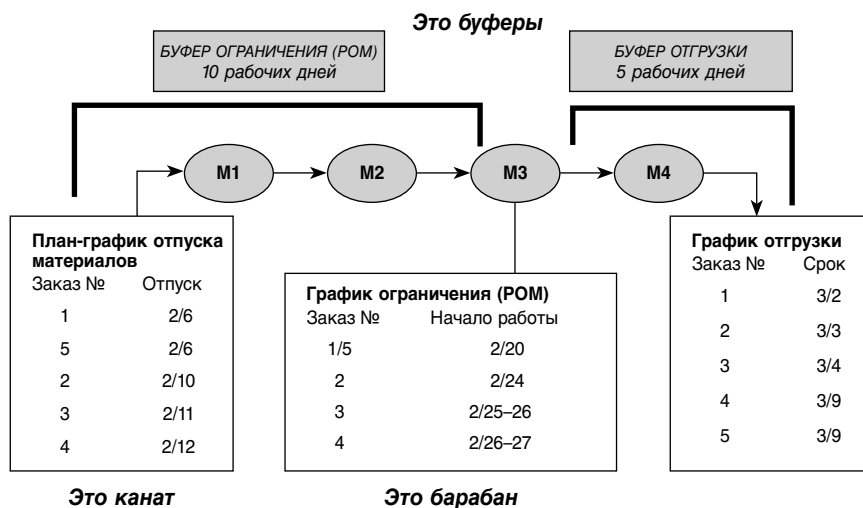 Это буферы
БУФЕР ОГРАНИЧЕНИЯ (РОМ)
10 рабочих дней
БУФЕР ОТГРУЗКИ
5 рабочих дней
М1
М2
М3
М4
План-график отпуска
материалов
Заказ № Отпуск
1 2/6
5 2/6
2 2/10
3 2/11
4 2/12
График ограничения (РОМ)
Заказ № Начало работы
1/5 2/20
2 2/24
3 2/25–26
4 2/26–27
График отгрузки
Заказ № Срок
1 3/2
2 3/3
3 3/4
4 3/9
5 3/9
Это канат
Это барабан